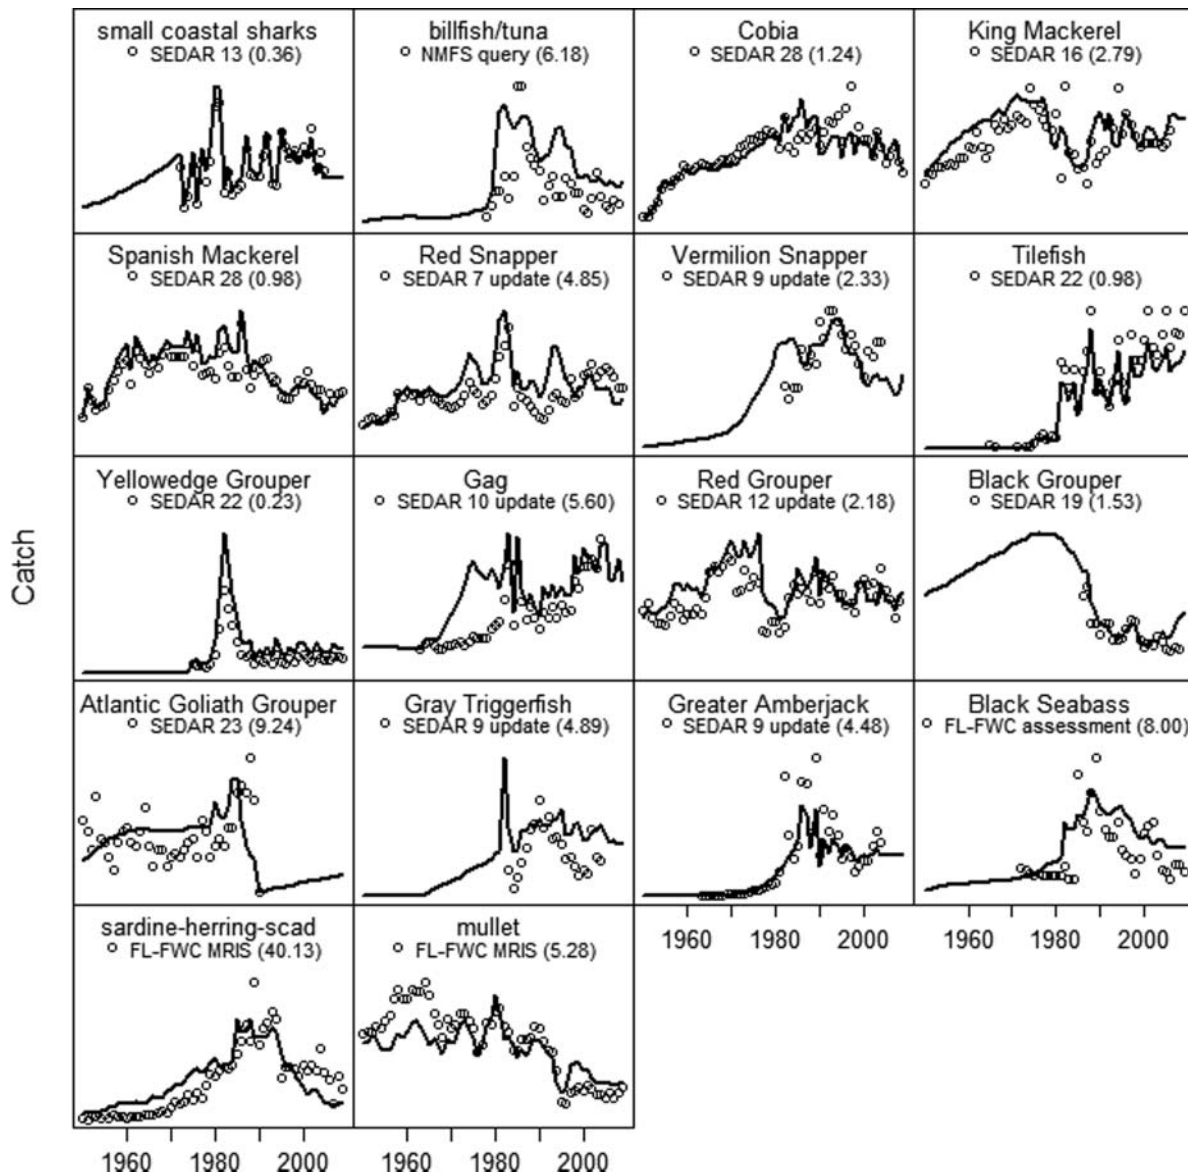 small coastal sharks
○ SEDAR 13 (0.36)
billfish/tuna
○ NMFS query (6.18)
Cobia
○ SEDAR 28 (1.24)
King Mackerel
○ SEDAR 16 (2.79)
Spanish Mackerel
○ SEDAR 28 (0.98)
Red Snapper
○ SEDAR 7 update (4.85)
Vermilion Snapper
○ SEDAR 9 update (2.33)
Tilefish
○ SEDAR 22 (0.98)
Yellowedge Grouper
○ SEDAR 22 (0.23)
Gag
○ SEDAR 10 update (5.60)
Red Grouper
○ SEDAR 12 update (2.18)
Black Grouper
○ SEDAR 19 (1.53)
Catch
Atlantic Goliath Grouper
○ SEDAR 23 (9.24)
Gray Triggerfish
○ SEDAR 9 update (4.89)
Greater Amberjack
○ SEDAR 9 update (4.48)
Black Seabass
○ FL-FWC assessment (8.00)
sardine-herring-scad
○ FL-FWC MRIS (40.13)
mullet
○ FL-FWC MRIS (5.28)
1960 1980 2000
1960 1980 2000
1960 1980 2000
1960 1980 2000